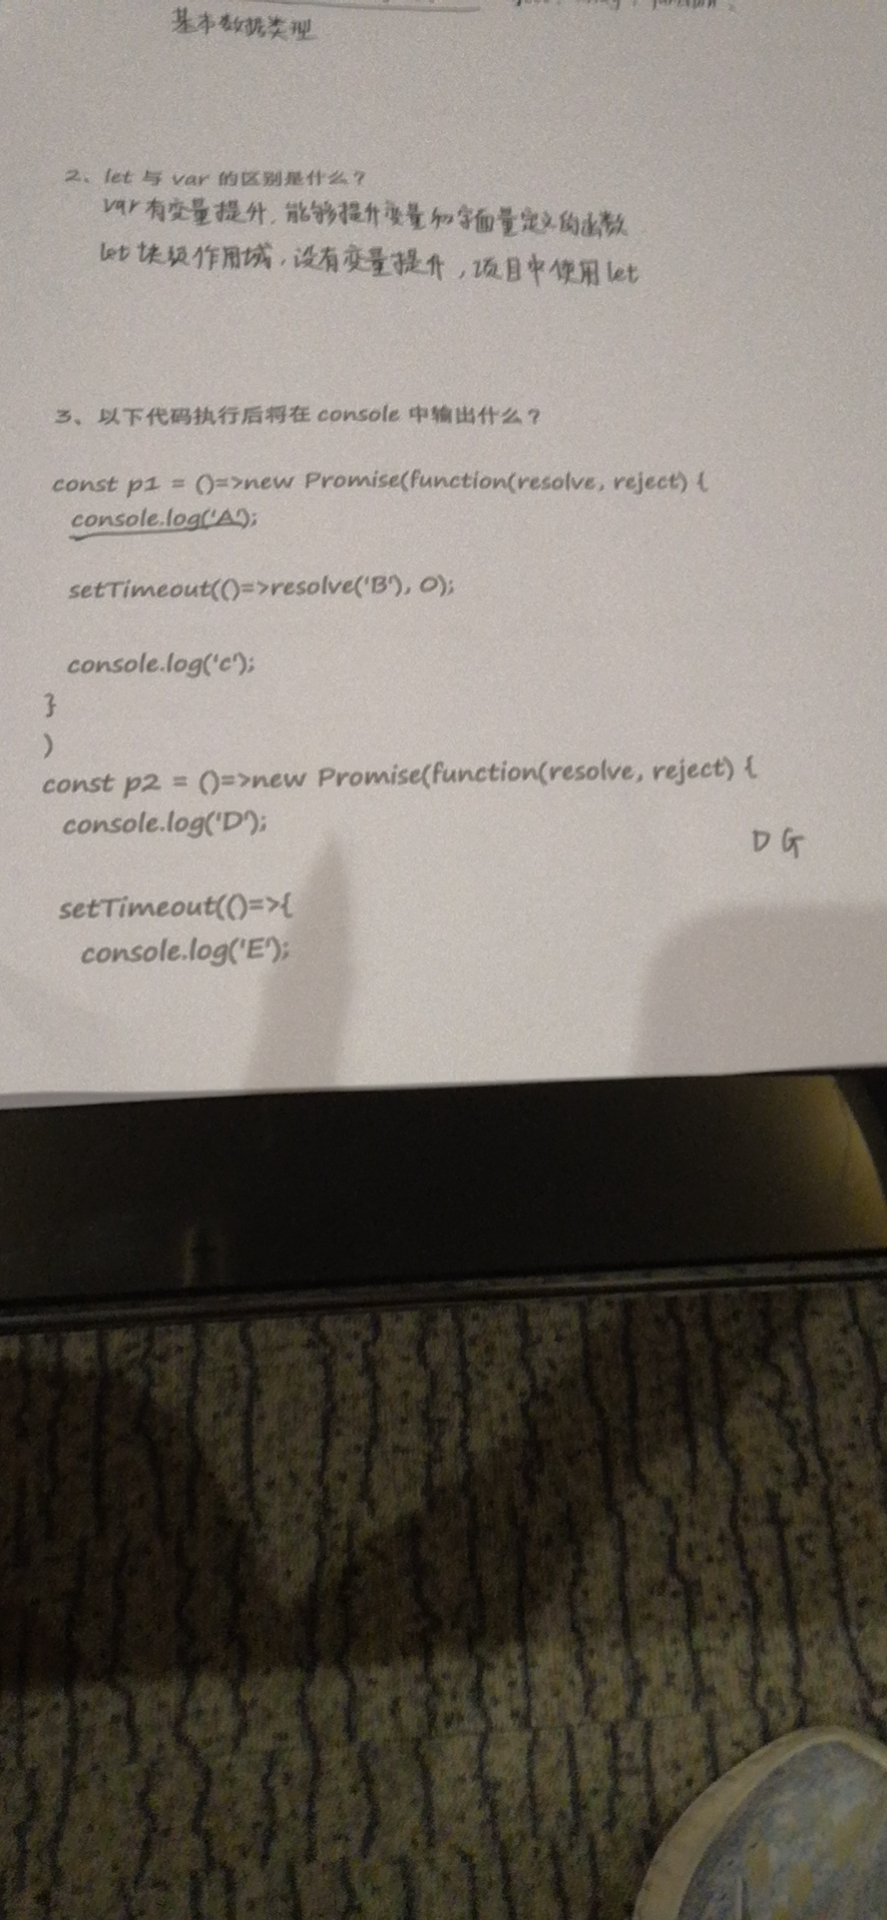 基本数据类型
2、let 与 var 的区别是什么？
var 有变量提升, 能够提升变量和字面量定义的函数
let 块级作用域, 没有变量提升, 项目中使用 let
3、以下代码执行后将在 console 中输出什么？
const p1 = ()=>new Promise(function(resolve, reject) {
console.log('A');
setTimeout(()=>resolve('B'), 0);
console.log('c');
}
)
const p2 = ()=>new Promise(function(resolve, reject) {
console.log('D');
D G
setTimeout(()=>{
console.log('E');